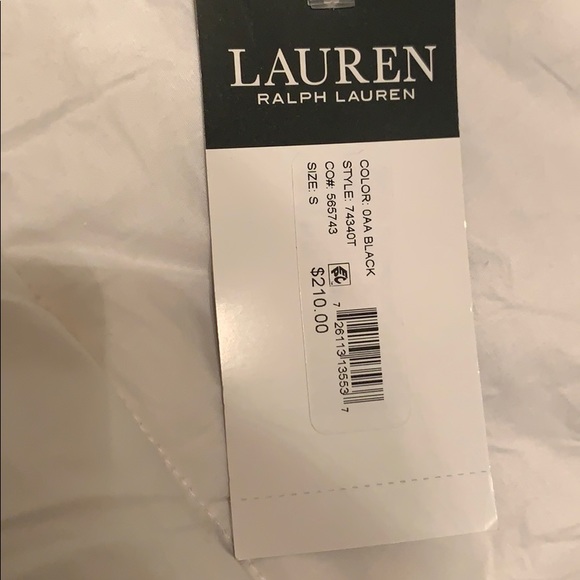 LAUREN
RALPH LAUREN
COLOR: 0AA BLACK
STYLE: 74340T
CO#: 565743
SIZE: S
$210.00
7 26113 13553 7